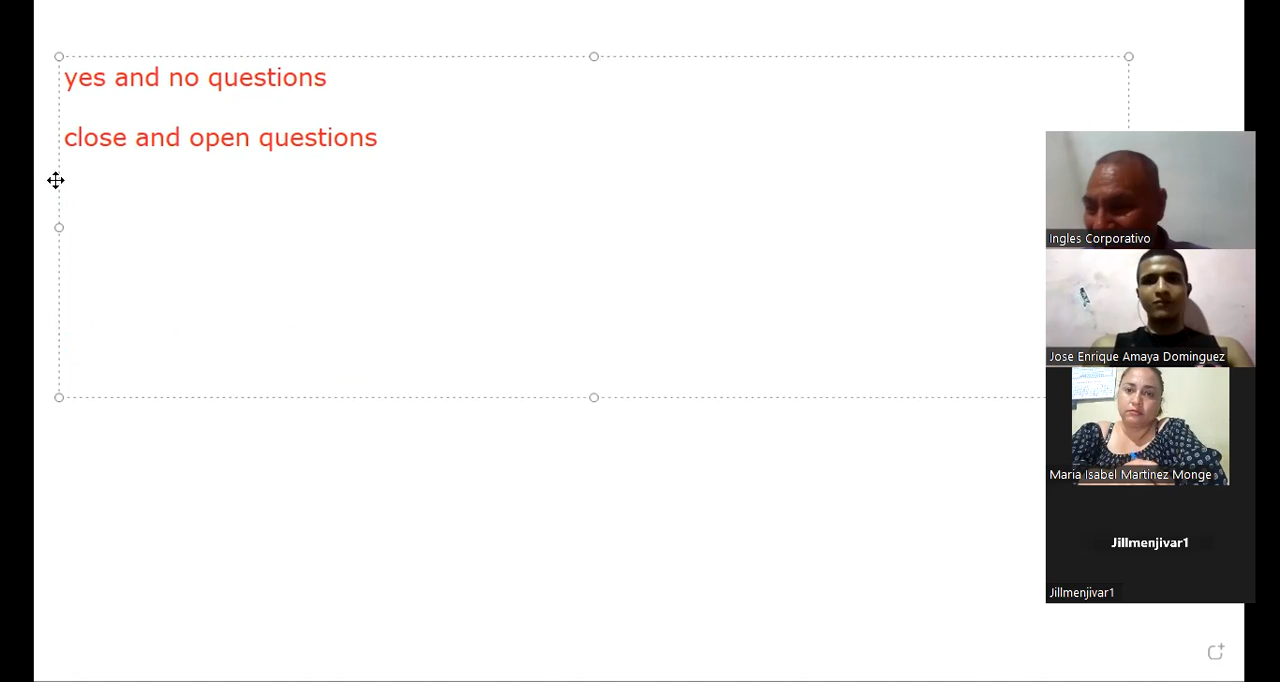 yes and no questions
close and open questions
Ingles Corporativo
Jose Enrique Amaya Dominguez
Maria Isabel Martinez Monge
Jillmenjivar1
Jillmenjivar1